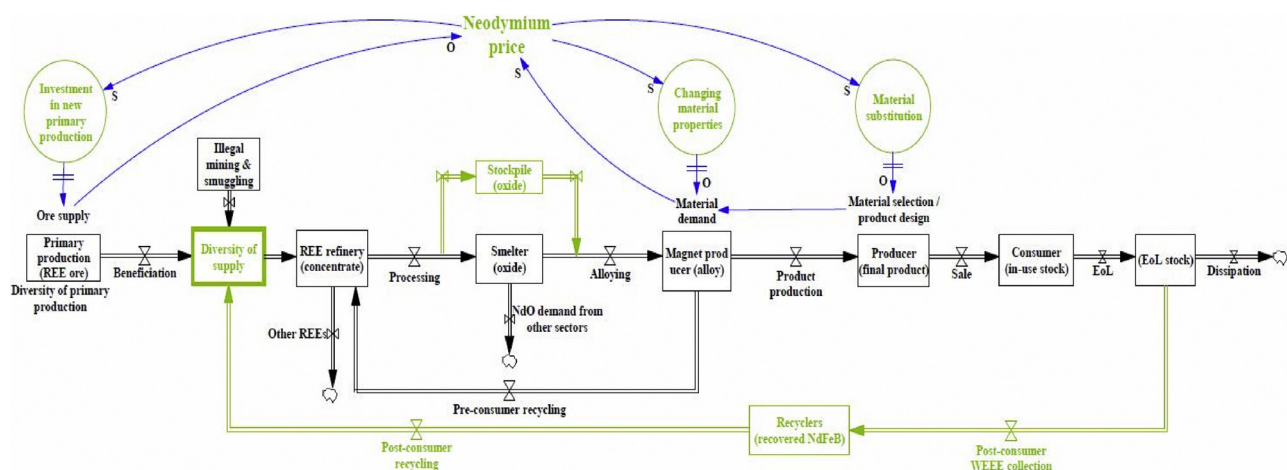 Neodymium
price
O
S
S
S
Investment
in new
primary
production
Changing
material
properties
Material
substitution
Illegal
mining &
smuggling
Stockpile
(oxide)
O
O
Ore supply
Material
demand
Material selection /
product design
Primary
production
(REE ore)
Beneficiation
Diversity of
supply
REE refinery
(concentrate)
Processing
Smelter
(oxide)
Alloying
Magnet prod
ucer (alloy)
Product
production
Producer
(final product)
Sale
Consumer
(in-use stock)
EoL
(EoL stock)
Dissipation
Diversity of primary
production
Other REEs
NdO demand from
other sectors
Pre-consumer recycling
Recyclers
(recovered NdFeB)
Post-consumer
recycling
Post-consumer
WEEE collection